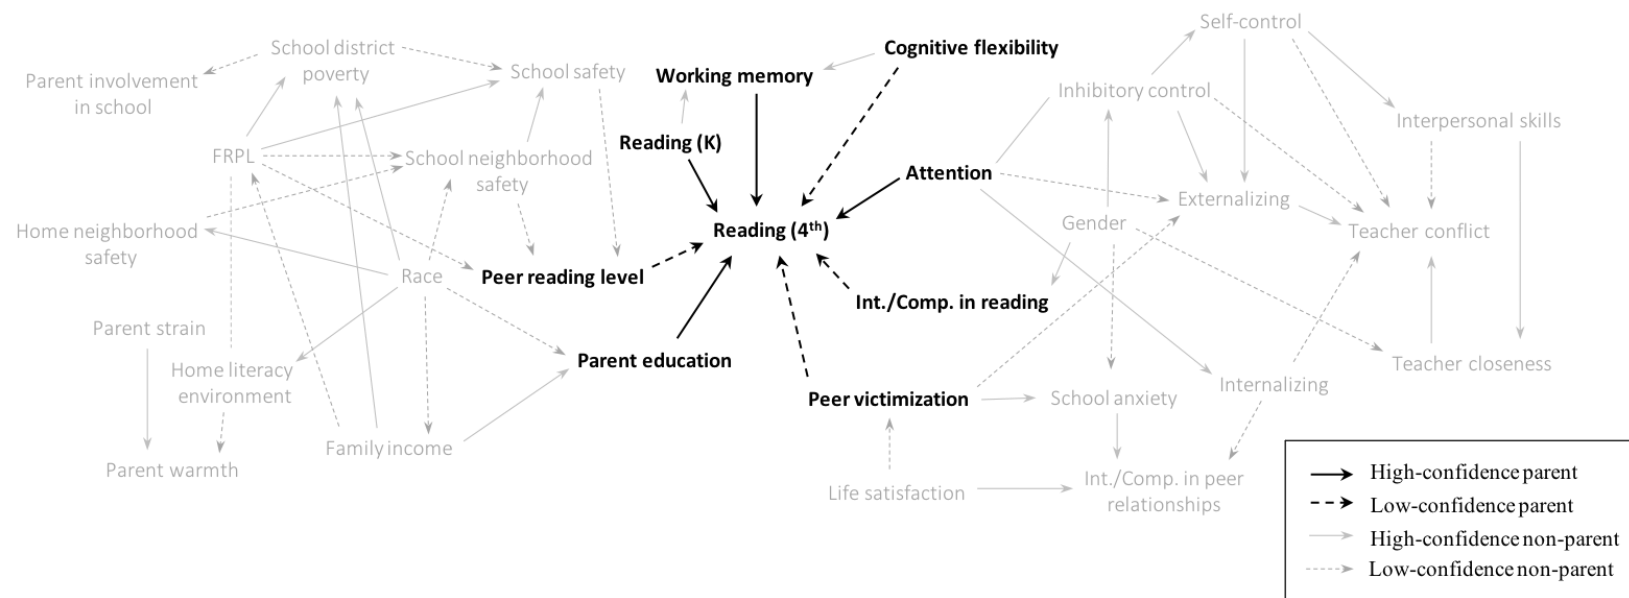 Self-control
School district
poverty
Cognitive flexibility
School safety
Working memory
Parent involvement
in school
Inhibitory control
Interpersonal skills
Reading (K)
FRPL
School neighborhood
safety
Attention
Externalizing
Gender
Home neighborhood
safety
Reading (4th)
Teacher conflict
Race
Peer reading level
Int./Comp. in reading
Parent strain
Parent education
Teacher closeness
Home literacy
environment
Internalizing
Peer victimization
School anxiety
Family income
Parent warmth
Life satisfaction
Int./Comp. in peer
relationships
High-confidence parent
Low-confidence parent
High-confidence non-parent
Low-confidence non-parent